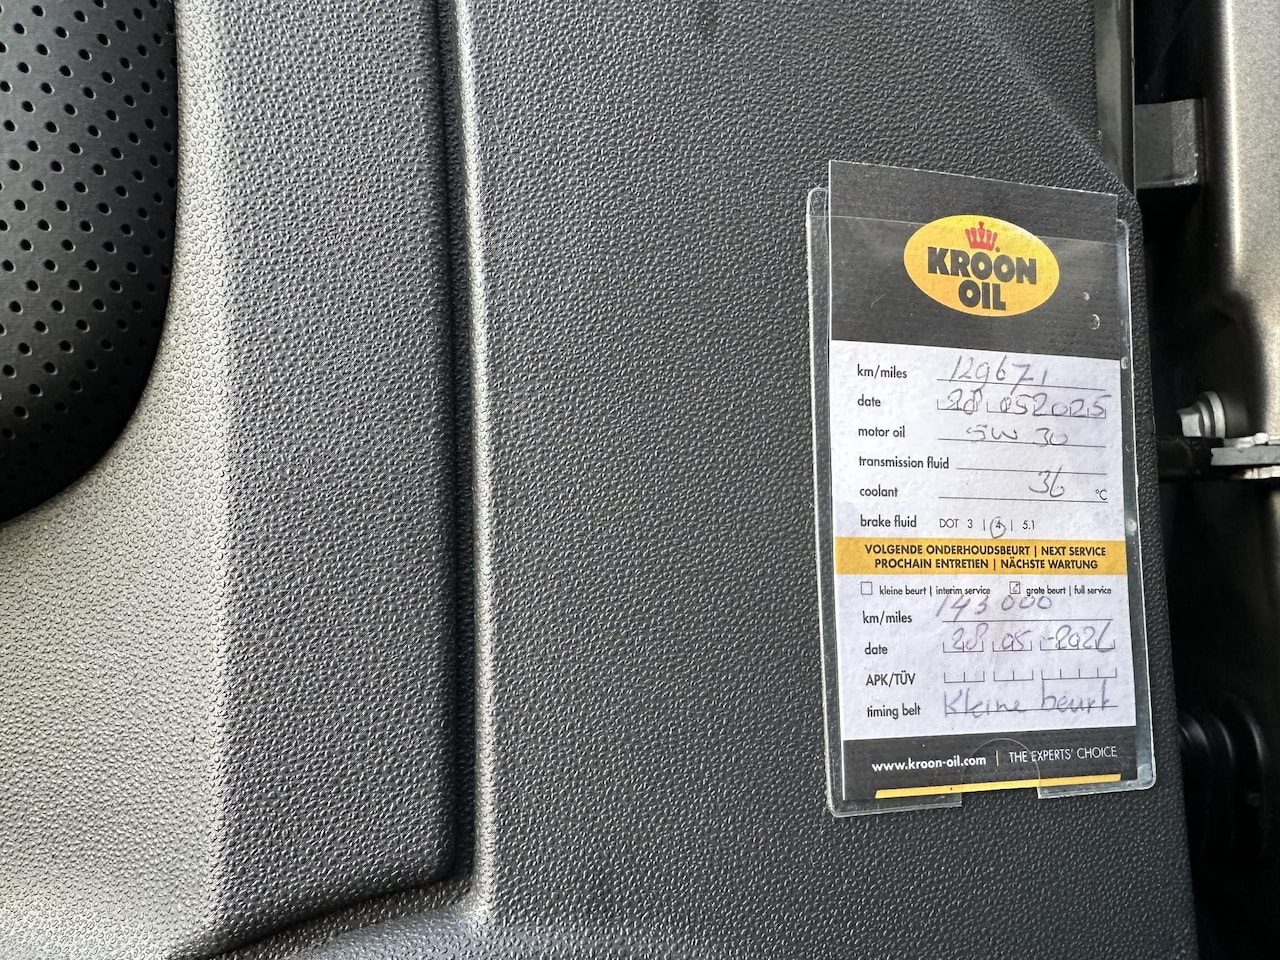 KROON
OIL
km/miles 129671
date 28 05 2025
motor oil 5W 30
transmission fluid
coolant 36 °C
brake fluid DOT 3 | 4 | 5.1
VOLGENDE ONDERHOUDSBEURT | NEXT SERVICE
PROCHAIN ENTRETIEN | NÄCHSTE WARTUNG
kleine beurt | interim service grote beurt | full service
km/miles 143000
date 28 05 - 2026
APK/TÜV
timing belt Kleine beurt
www.kroon-oil.com | THE EXPERTS' CHOICE